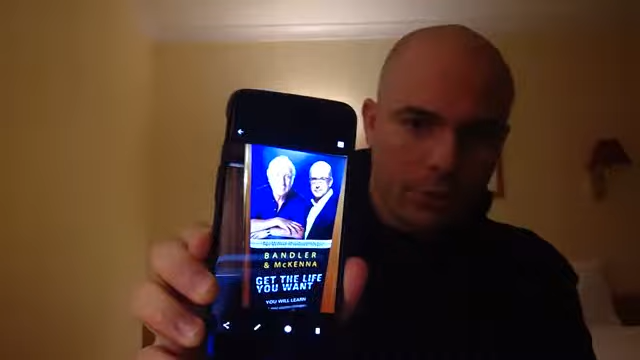 BANDLER
& McKENNA
GET THE LIFE
YOU WANT
YOU WILL LEARN